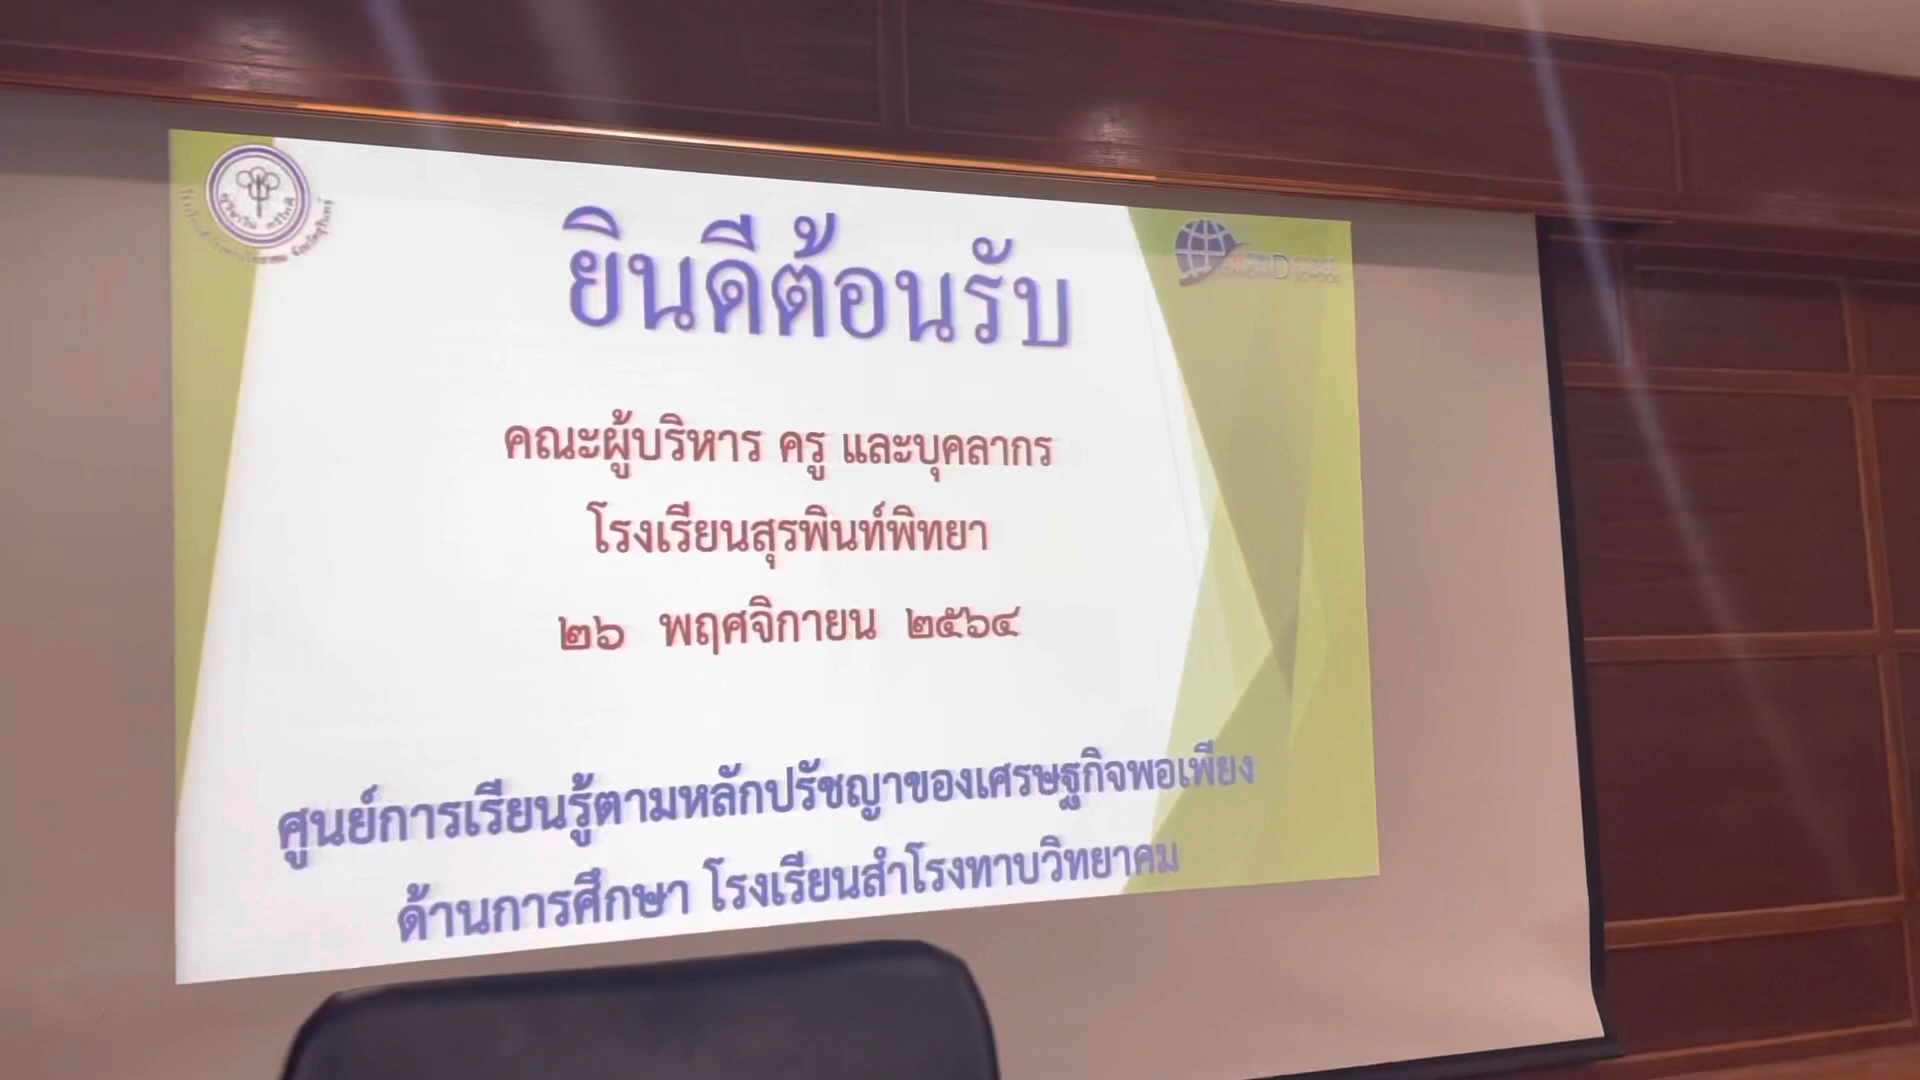 ยินดีต้อนรับ
คณะผู้บริหาร ครู และบุคลากร
โรงเรียนสุรพินท์พิทยา
๒๖ พฤศจิกายน ๒๕๖๔
ศูนย์การเรียนรู้ตามหลักปรัชญาของเศรษฐกิจพอเพียง
ด้านการศึกษา โรงเรียนสำโรงทาบวิทยาคม
SCHOOL